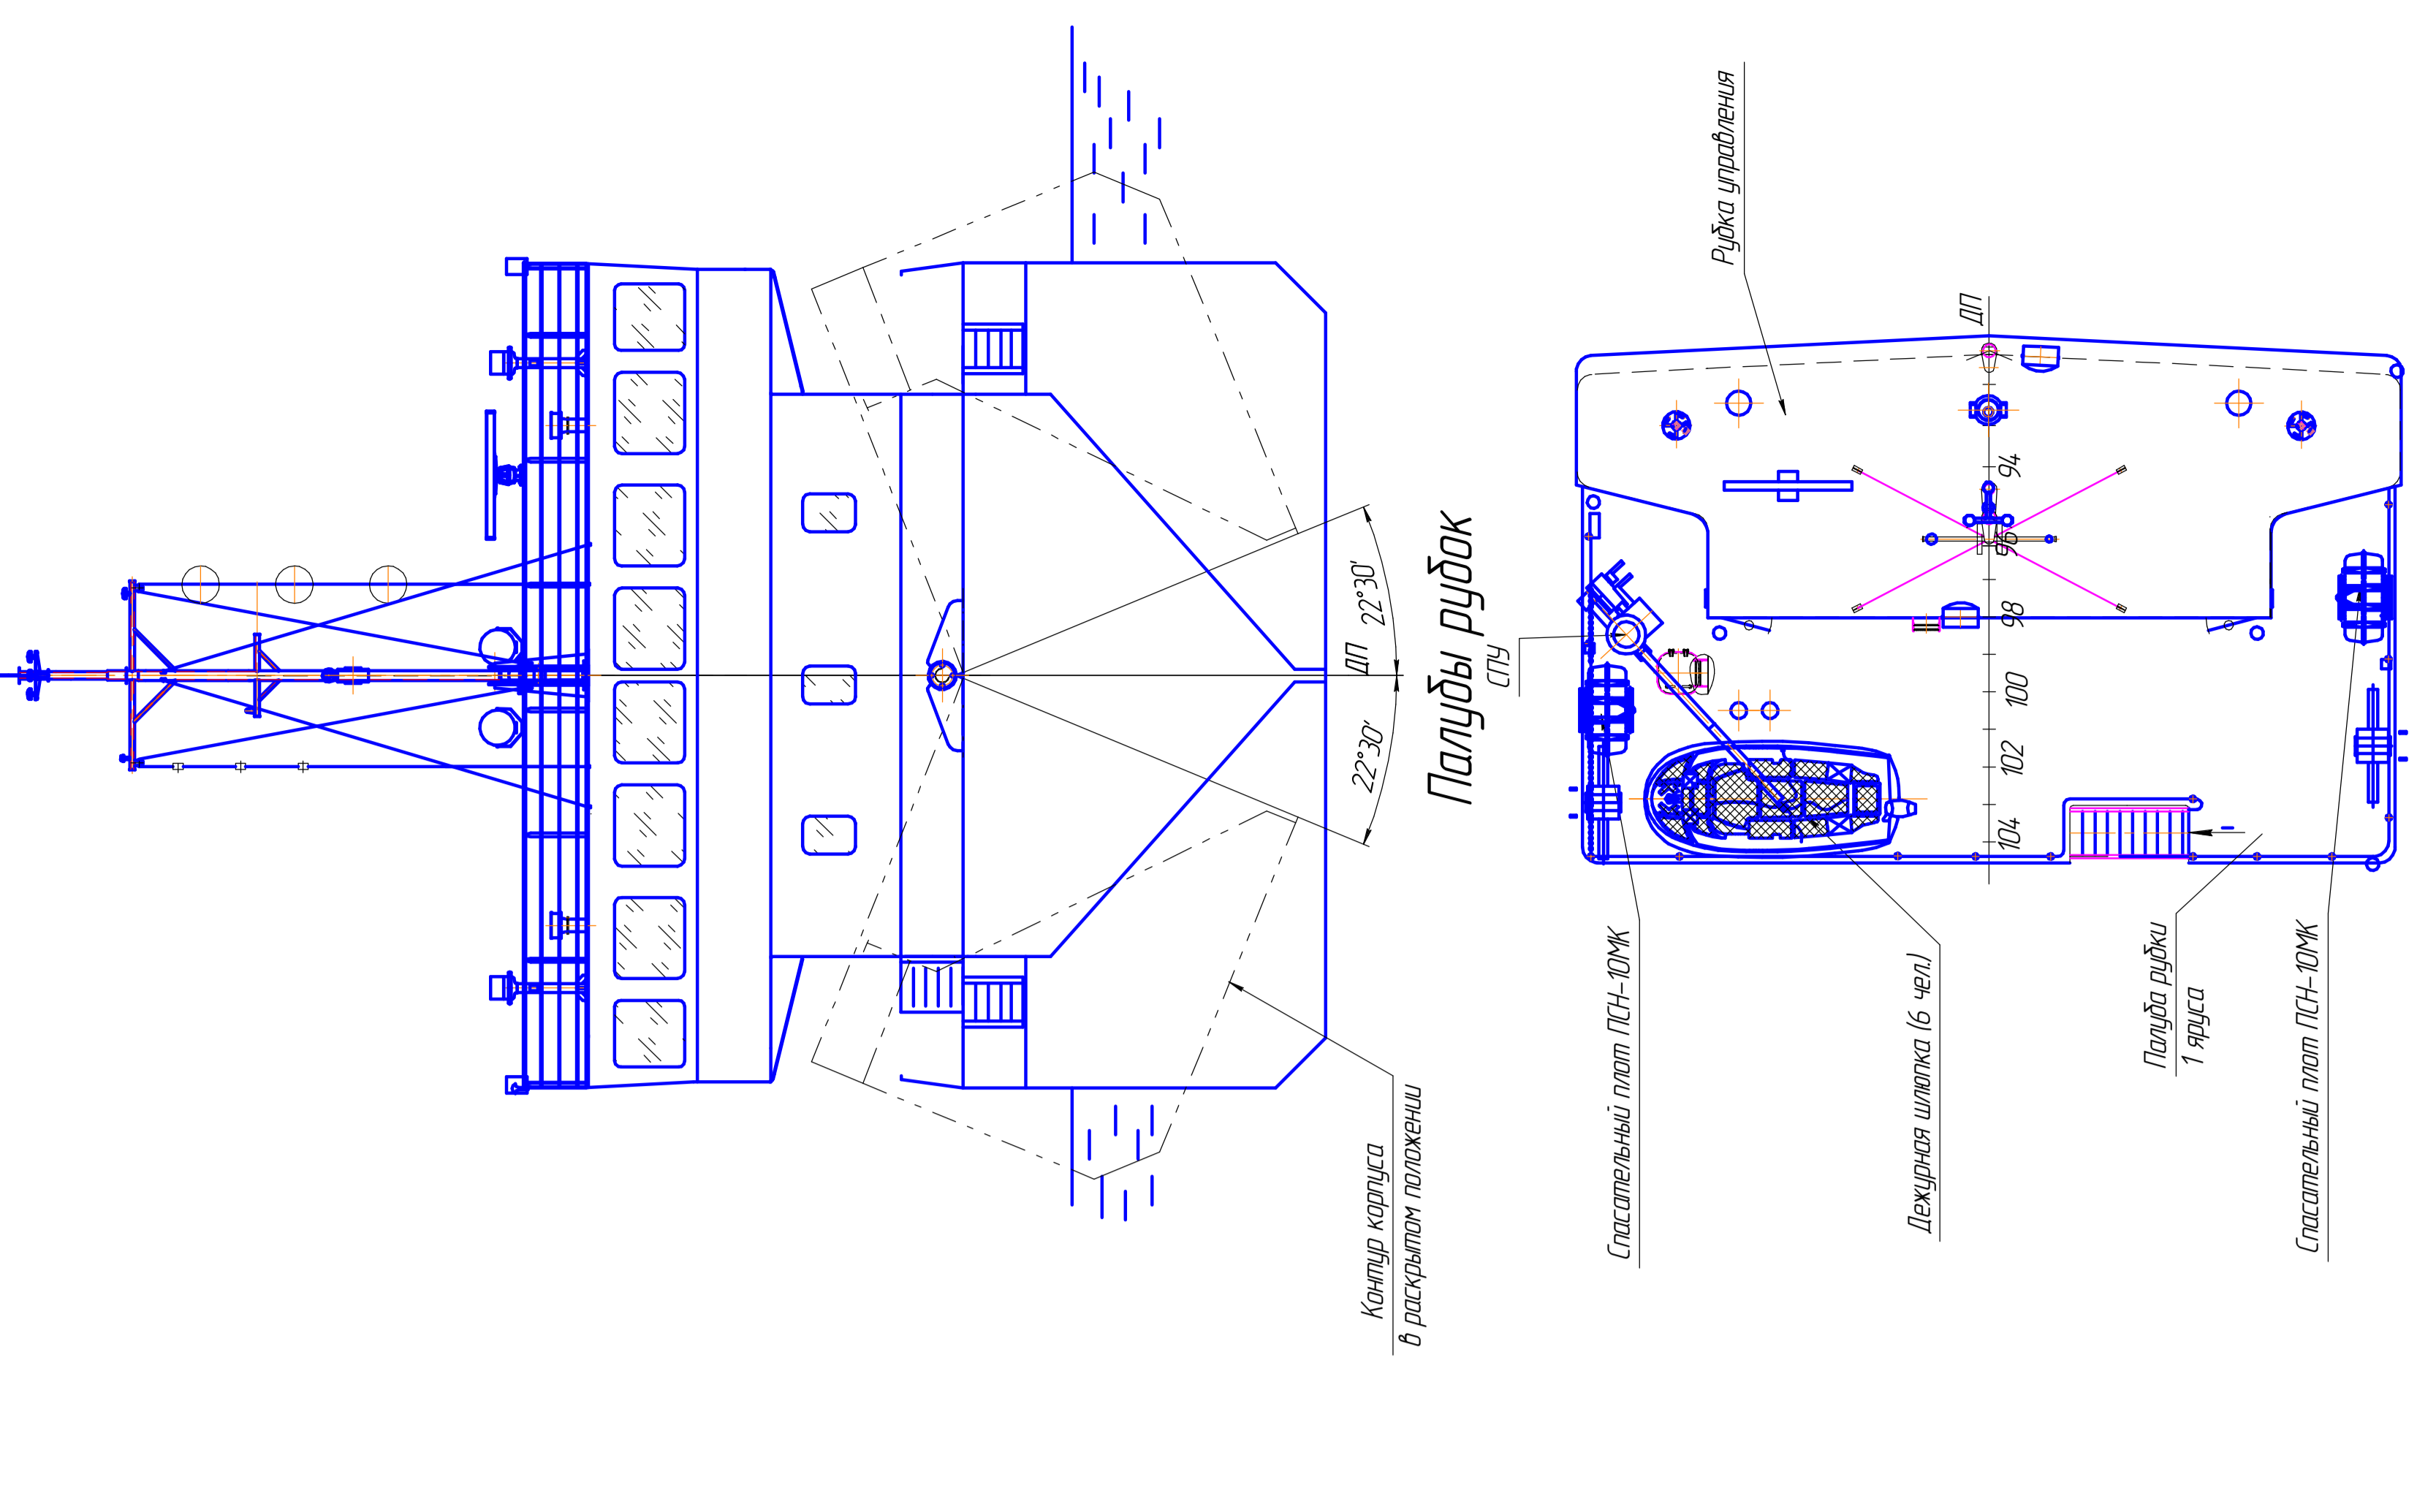 22°30′
ДП
22°30′
Контур корпуса
в раскрытом положении
Палубы рубок
СПУ
Рубка управления
ДП
94
96
98
100
102
104
Спасательный плот ПСН-10МК
Дежурная шлюпка (6 чел.)
Палуба рубки
1 яруса
Спасательный плот ПСН-10МК